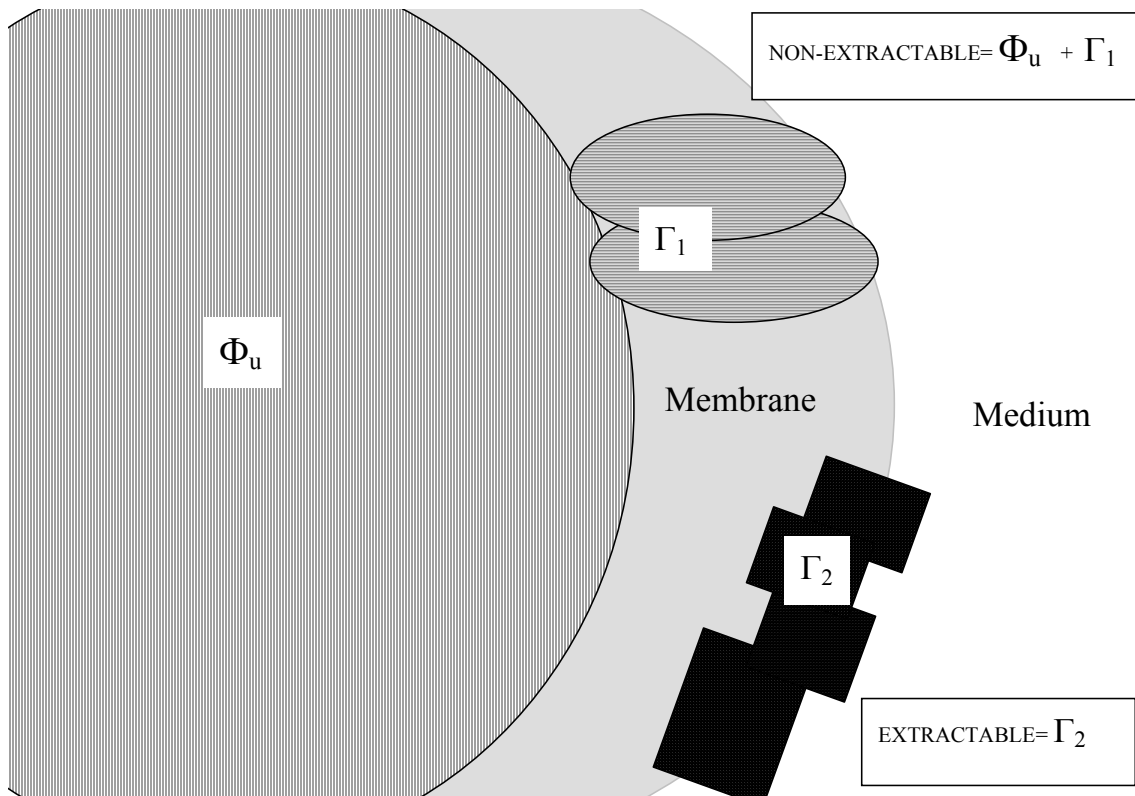 NON-EXTRACTABLE= Φu + Γ1
Γ1
Φu
Membrane
Medium
Γ2
EXTRACTABLE= Γ2